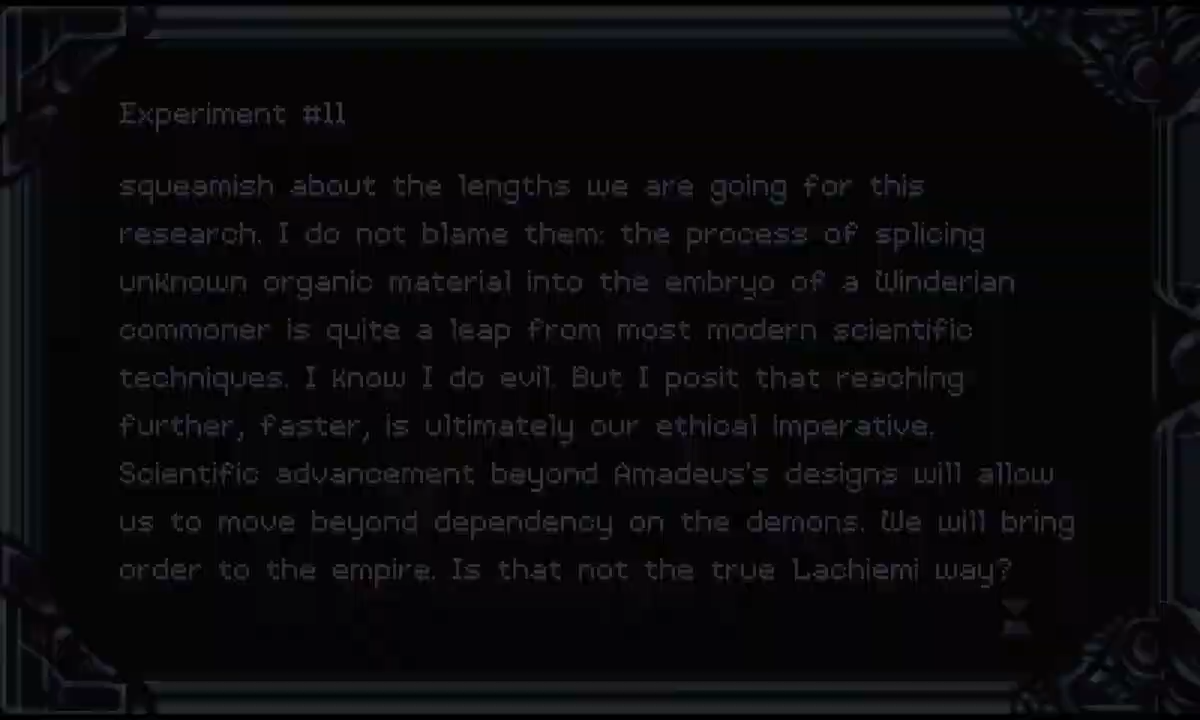 Experiment #11
squeamish about the lengths we are going for this
research. I do not blame them: the process of splicing
unknown organic material into the embryo of a Winderian
commoner is quite a leap from most modern scientific
techniques. I know I do evil. But I posit that reaching
further, faster, is ultimately our ethical imperative.
Scientific advancement beyond Amadeus's designs will allow
us to move beyond dependency on the demons. We will bring
order to the empire. Is that not the true Lachiemi way?